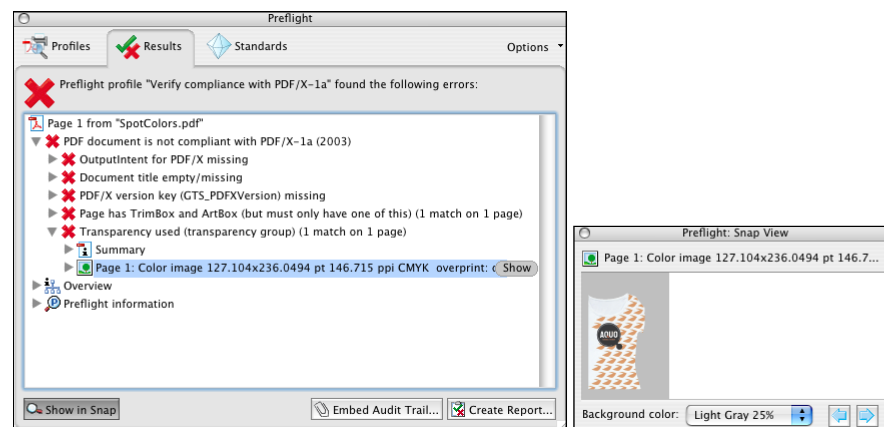 Preflight
Profiles Results Standards Options
Preflight profile "Verify compliance with PDF/X-1a" found the following errors:
Page 1 from "SpotColors.pdf"
PDF document is not compliant with PDF/X-1a (2003)
OutputIntent for PDF/X missing
Document title empty/missing
PDF/X version key (GTS_PDFXVersion) missing
Page has TrimBox and ArtBox (but must only have one of this) (1 match on 1 page)
Transparency used (transparency group) (1 match on 1 page)
Summary
Page 1: Color image 127.104x236.0494 pt 146.715 ppi CMYK overprint: Show
Overview
Preflight information
Show in Snap Embed Audit Trail... Create Report...
Preflight: Snap View
Page 1: Color image 127.104x236.0494 pt 146.7...
AQUO
Background color: Light Gray 25%